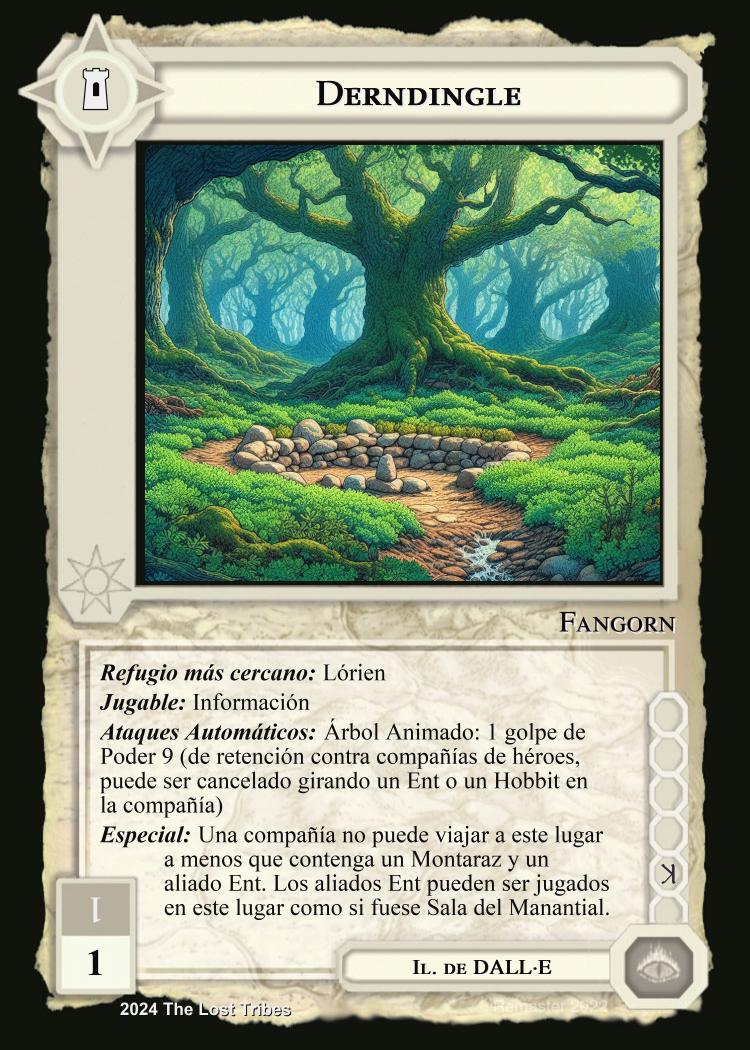 Derndingle
Fangorn
Refugio más cercano: Lórien
Jugable: Información
Ataques Automáticos: Árbol Animado: 1 golpe de
Poder 9 (de retención contra compañías de héroes,
puede ser cancelado girando un Ent o un Hobbit en
la compañía)
Especial: Una compañía no puede viajar a este lugar
a menos que contenga un Montaraz y un
aliado Ent. Los aliados Ent pueden ser jugados
en este lugar como si fuese Sala del Manantial.
1
1
Il. de DALL·E
2024 The Lost Tribes
Remaster 2022